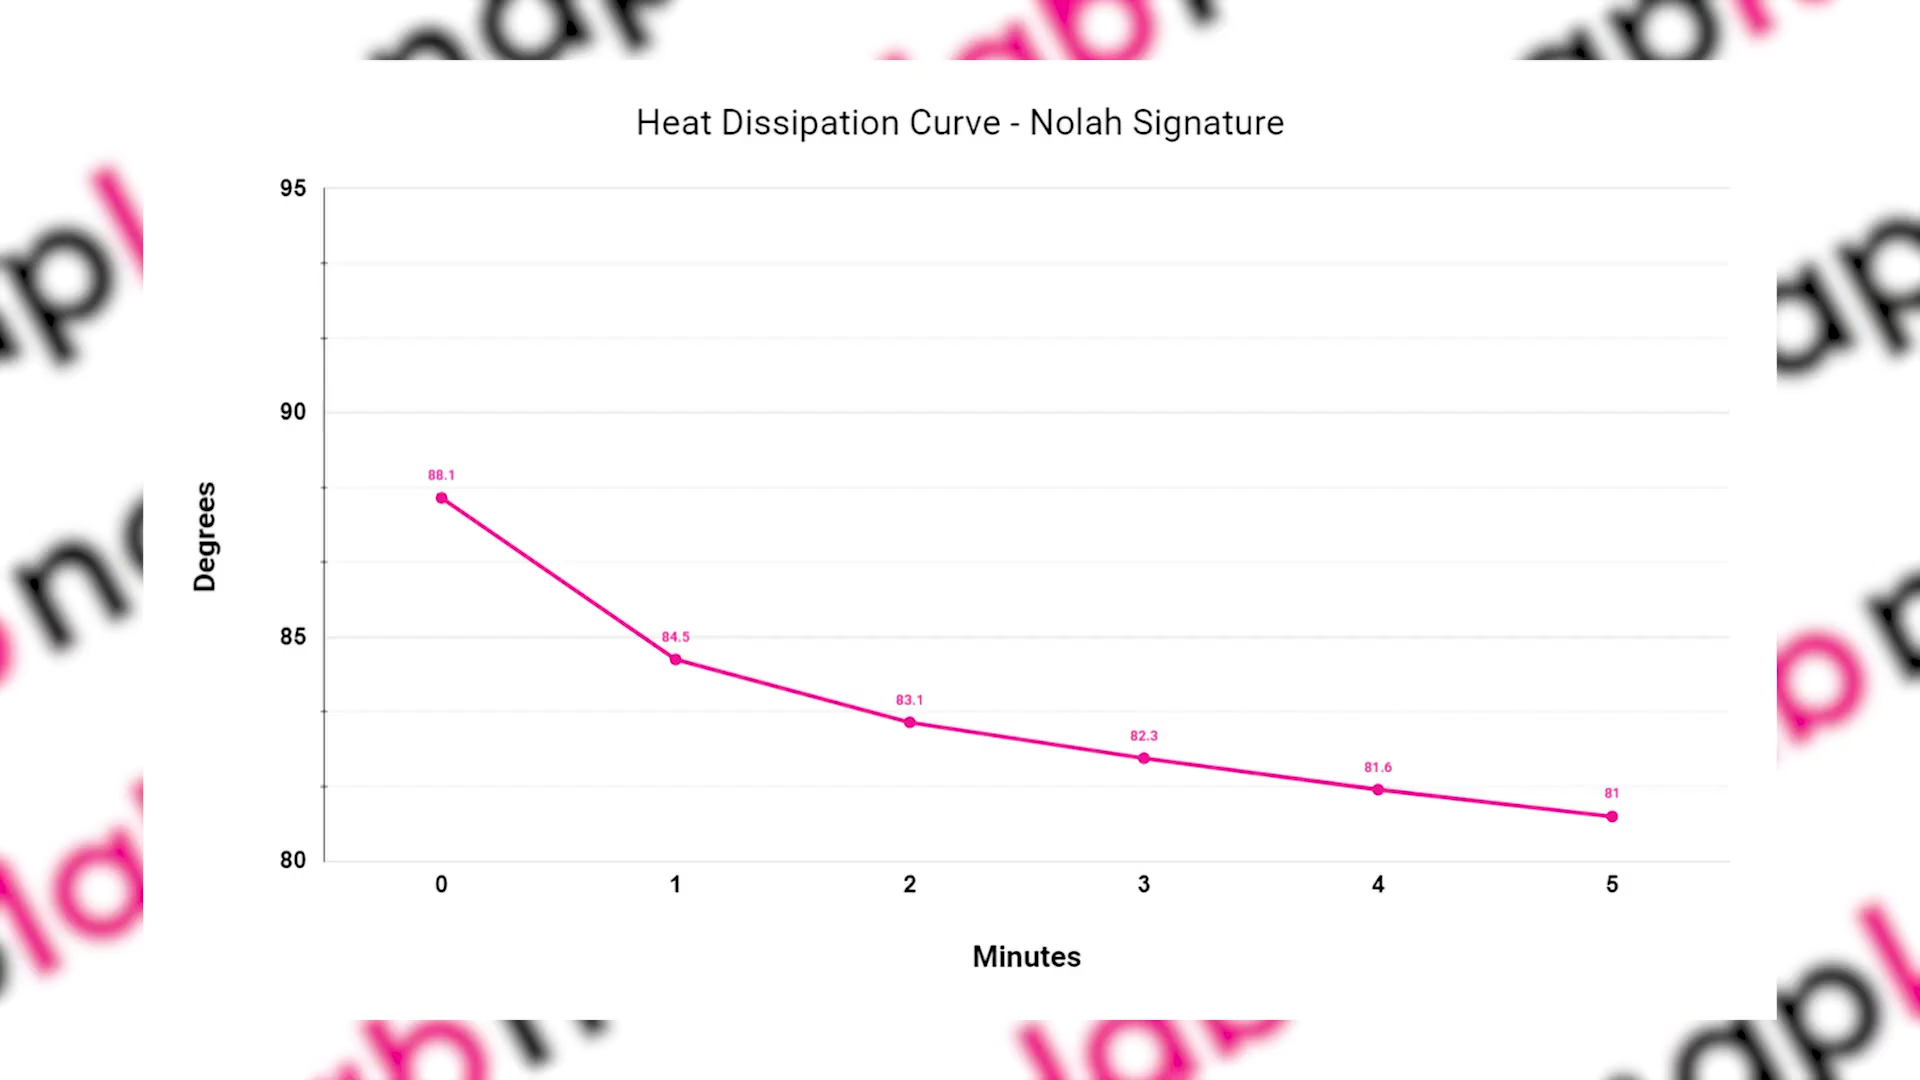 Heat Dissipation Curve - Nolah Signature
95
90
85
80
Degrees
88.1
84.5
83.1
82.3
81.6
81
0 1 2 3 4 5
Minutes